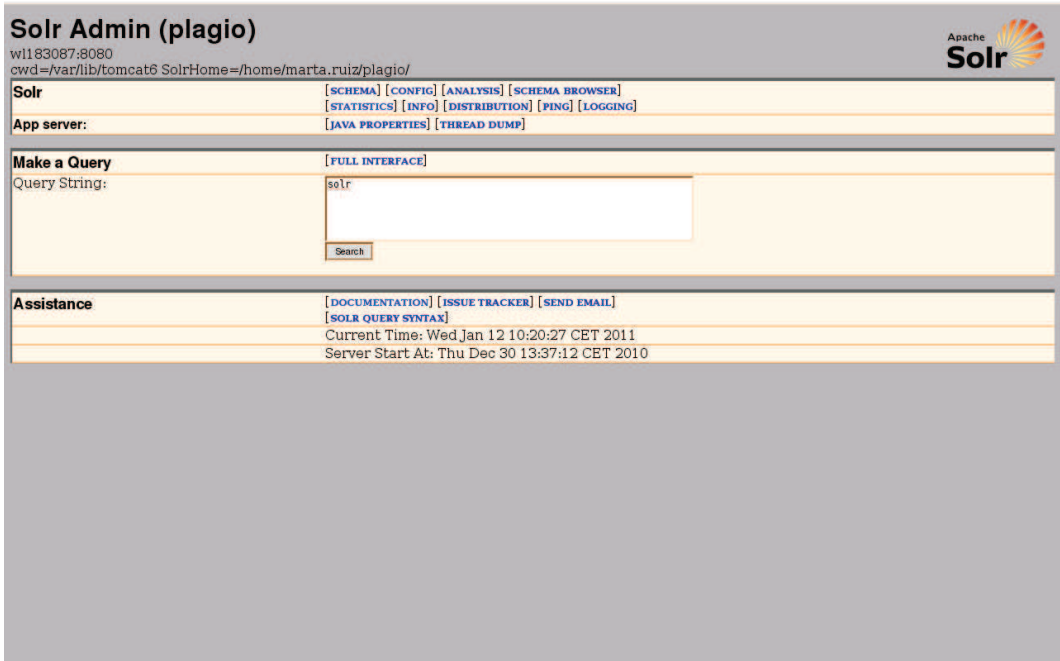 Solr Admin (plagio)
wl183087:8080
cwd=/var/lib/tomcat6 SolrHome=/home/marta.ruiz/plagio/
Apache
Solr
Solr
[SCHEMA] [CONFIG] [ANALYSIS] [SCHEMA BROWSER]
[STATISTICS] [INFO] [DISTRIBUTION] [PING] [LOGGING]
App server:
[JAVA PROPERTIES] [THREAD DUMP]
Make a Query
[FULL INTERFACE]
Query String:
solr
Search
Assistance
[DOCUMENTATION] [ISSUE TRACKER] [SEND EMAIL]
[SOLR QUERY SYNTAX]
Current Time: Wed Jan 12 10:20:27 CET 2011
Server Start At: Thu Dec 30 13:37:12 CET 2010